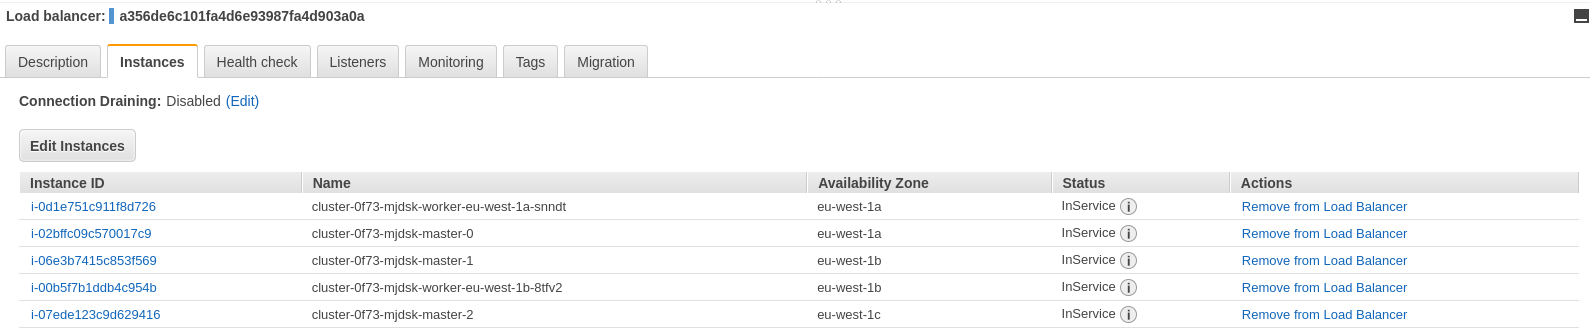 Load balancer: a356de6c101fa4d6e93987fa4d903a0a
Description Instances Health check Listeners Monitoring Tags Migration
Connection Draining: Disabled (Edit)
Edit Instances
Instance ID Name Availability Zone Status Actions
i-0d1e751c911f8d726 cluster-0f73-mjdsk-worker-eu-west-1a-snndt eu-west-1a InService Remove from Load Balancer
i-02bffc09c570017c9 cluster-0f73-mjdsk-master-0 eu-west-1a InService Remove from Load Balancer
i-06e3b7415c853f569 cluster-0f73-mjdsk-master-1 eu-west-1b InService Remove from Load Balancer
i-00b5f7b1ddb4c954b cluster-0f73-mjdsk-worker-eu-west-1b-8tfv2 eu-west-1b InService Remove from Load Balancer
i-07ede123c9d629416 cluster-0f73-mjdsk-master-2 eu-west-1c InService Remove from Load Balancer